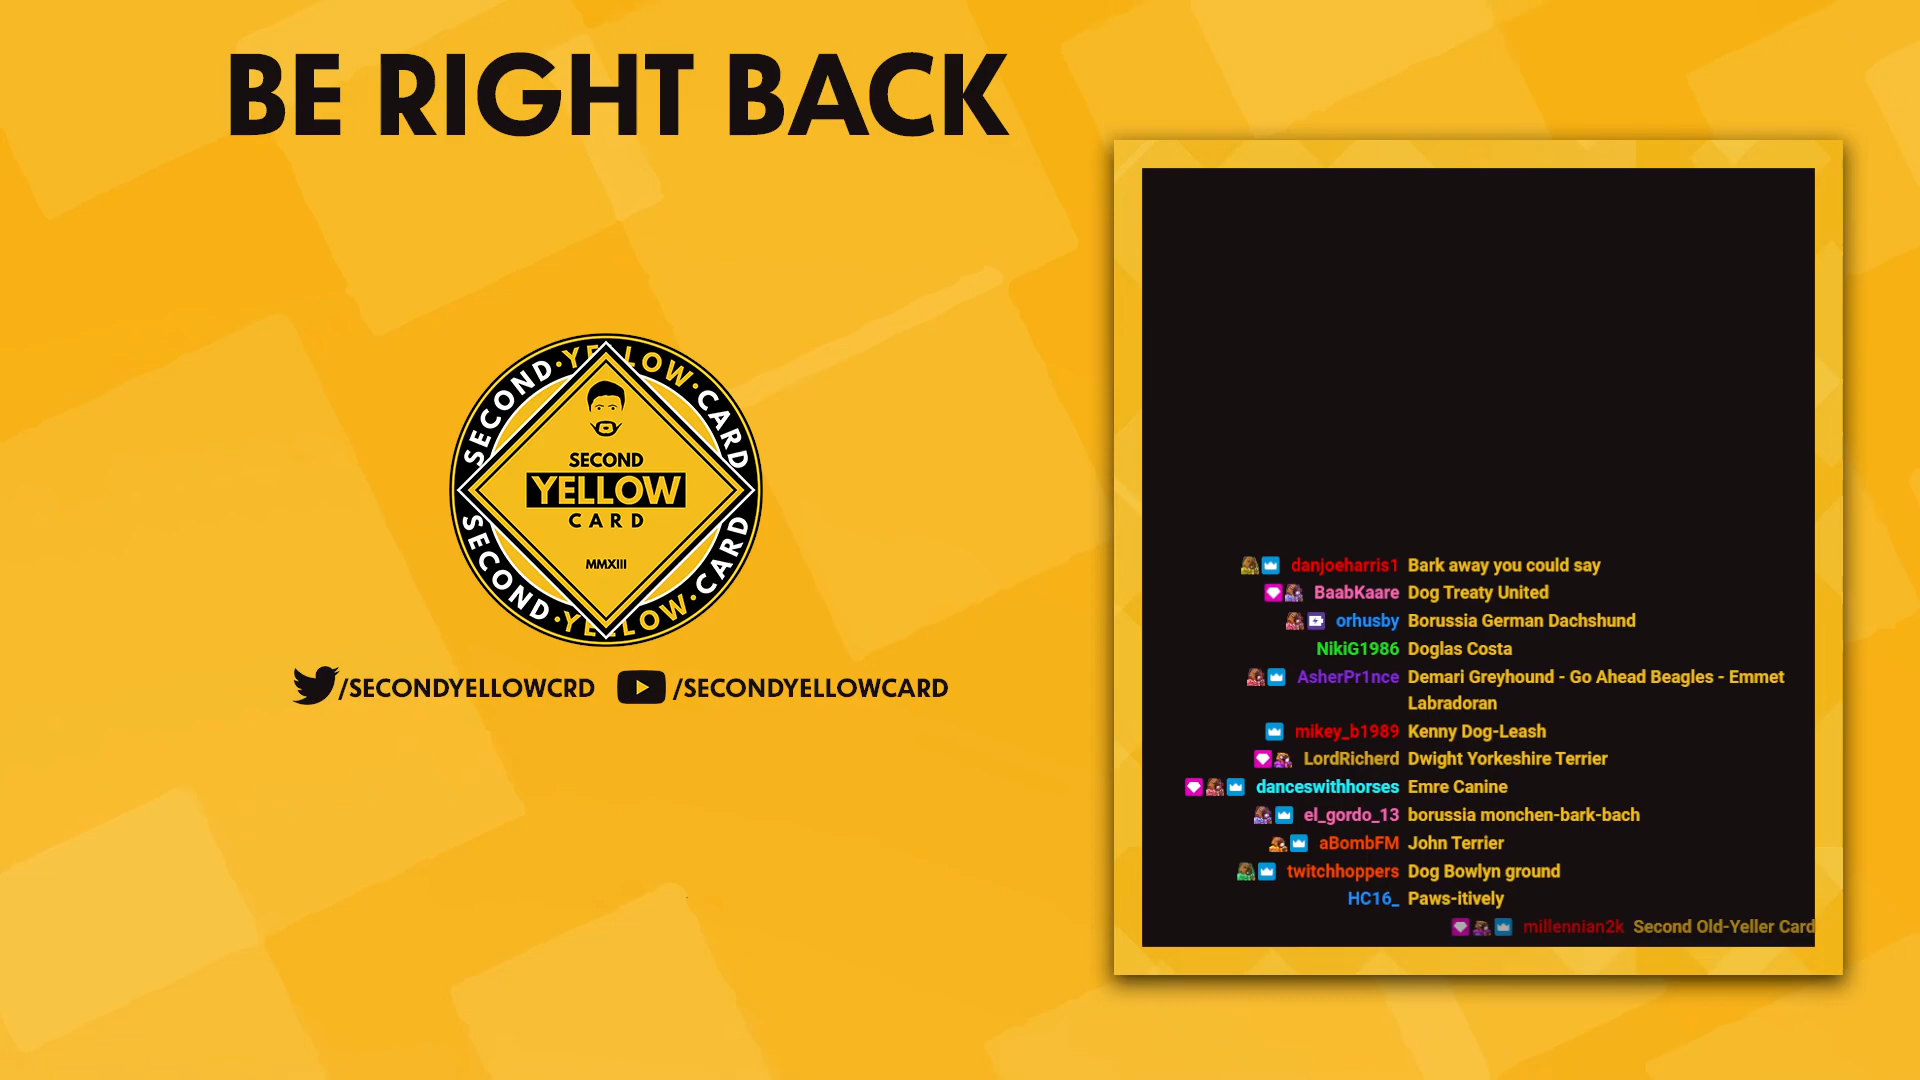 BE RIGHT BACK
SECOND·YELLOW·CARD
SECOND
YELLOW
CARD
MMXIII
SECOND·YELLOW·CARD
/SECONDYELLOWCRD /SECONDYELLOWCARD
danjoeharris1 Bark away you could say
BaabKaare Dog Treaty United
orhusby Borussia German Dachshund
NikiG1986 Doglas Costa
AsherPr1nce Demari Greyhound - Go Ahead Beagles - Emmet
Labradoran
mikey_b1989 Kenny Dog-Leash
LordRicherd Dwight Yorkeshire Terrier
danceswithhorses Emre Canine
el_gordo_13 borussia monchen-bark-bach
aBombFM John Terrier
twitchhoppers Dog Bowlyn ground
HC16_ Paws-itively
millennian2k Second Old-Yeller Card